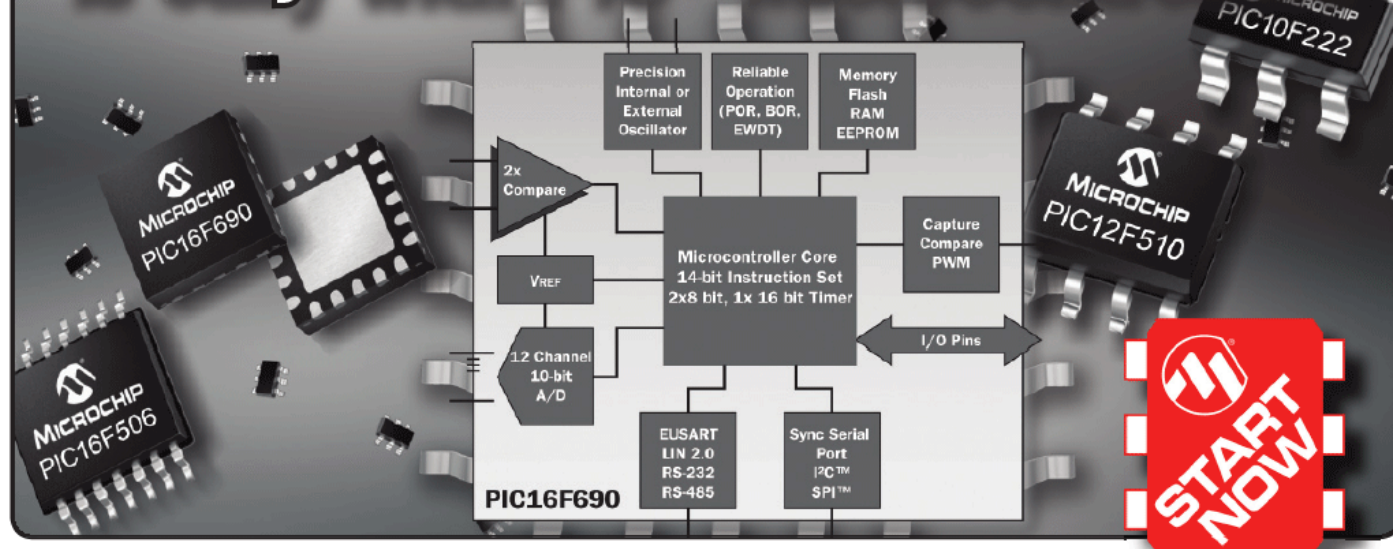 MICROCHIP
PIC10F222
Precision
Internal or
External
Oscillator
Reliable
Operation
(POR, BOR,
EWDT)
Memory
Flash
RAM
EEPROM
2x
Compare
MICROCHIP
PIC16F690
MICROCHIP
PIC12F510
Microcontroller Core
14-bit Instruction Set
2x8 bit, 1x 16 bit Timer
Capture
Compare
PWM
VREF
I/O Pins
12 Channel
10-bit
A/D
MICROCHIP
PIC16F506
EUSART
LIN 2.0
RS-232
RS-485
Sync Serial
Port
I²C™
SPI™
PIC16F690
START
NOW